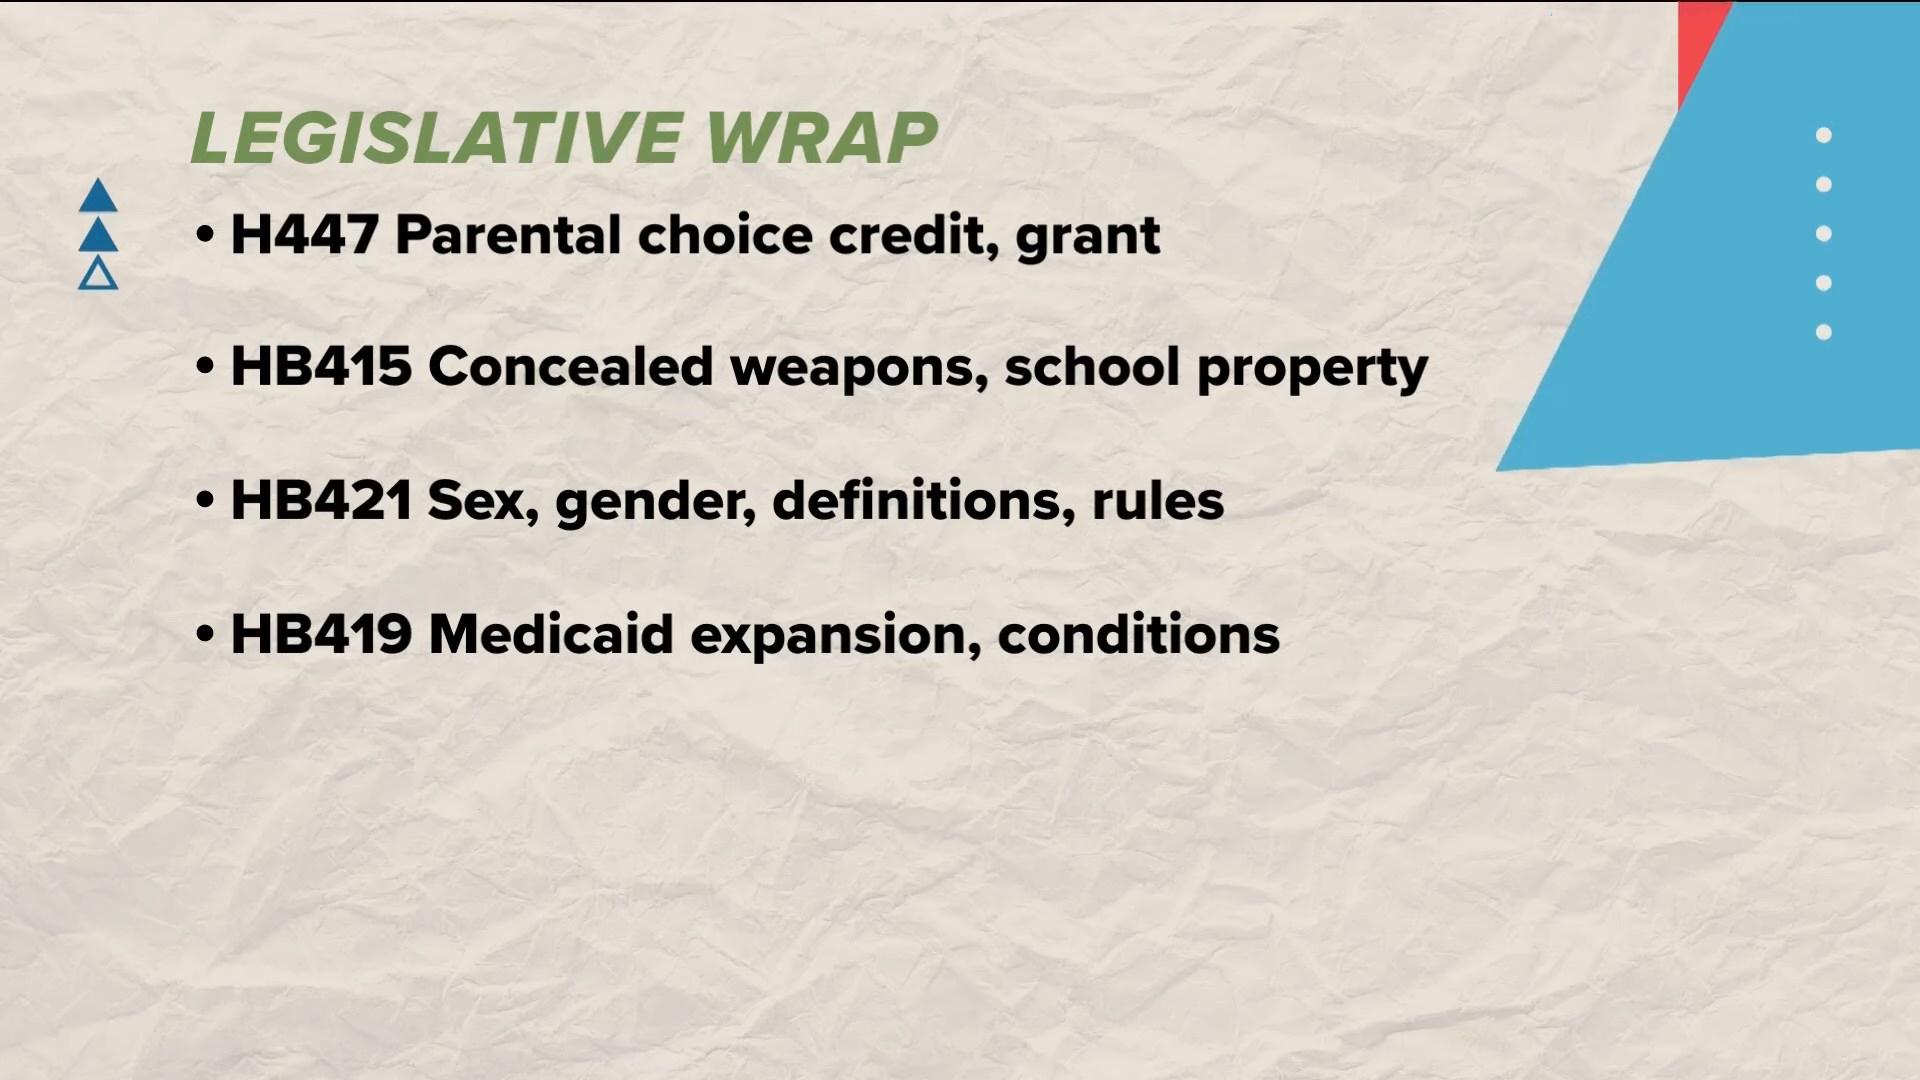 LEGISLATIVE WRAP
• H447 Parental choice credit, grant
• HB415 Concealed weapons, school property
• HB421 Sex, gender, definitions, rules
• HB419 Medicaid expansion, conditions